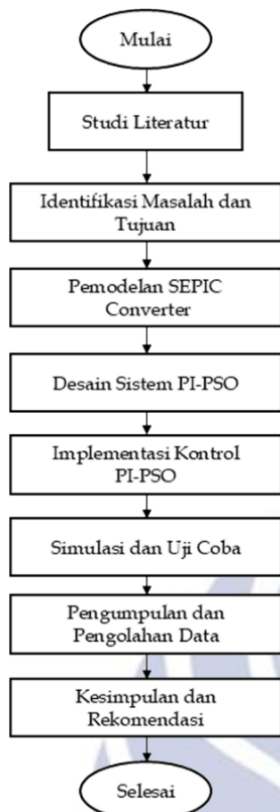 Mulai
Studi Literatur
Identifikasi Masalah dan
Tujuan
Pemodelan SEPIC
Converter
Desain Sistem PI-PSO
Implementasi Kontrol
PI-PSO
Simulasi dan Uji Coba
Pengumpulan dan
Pengolahan Data
Kesimpulan dan
Rekomendasi
Selesai